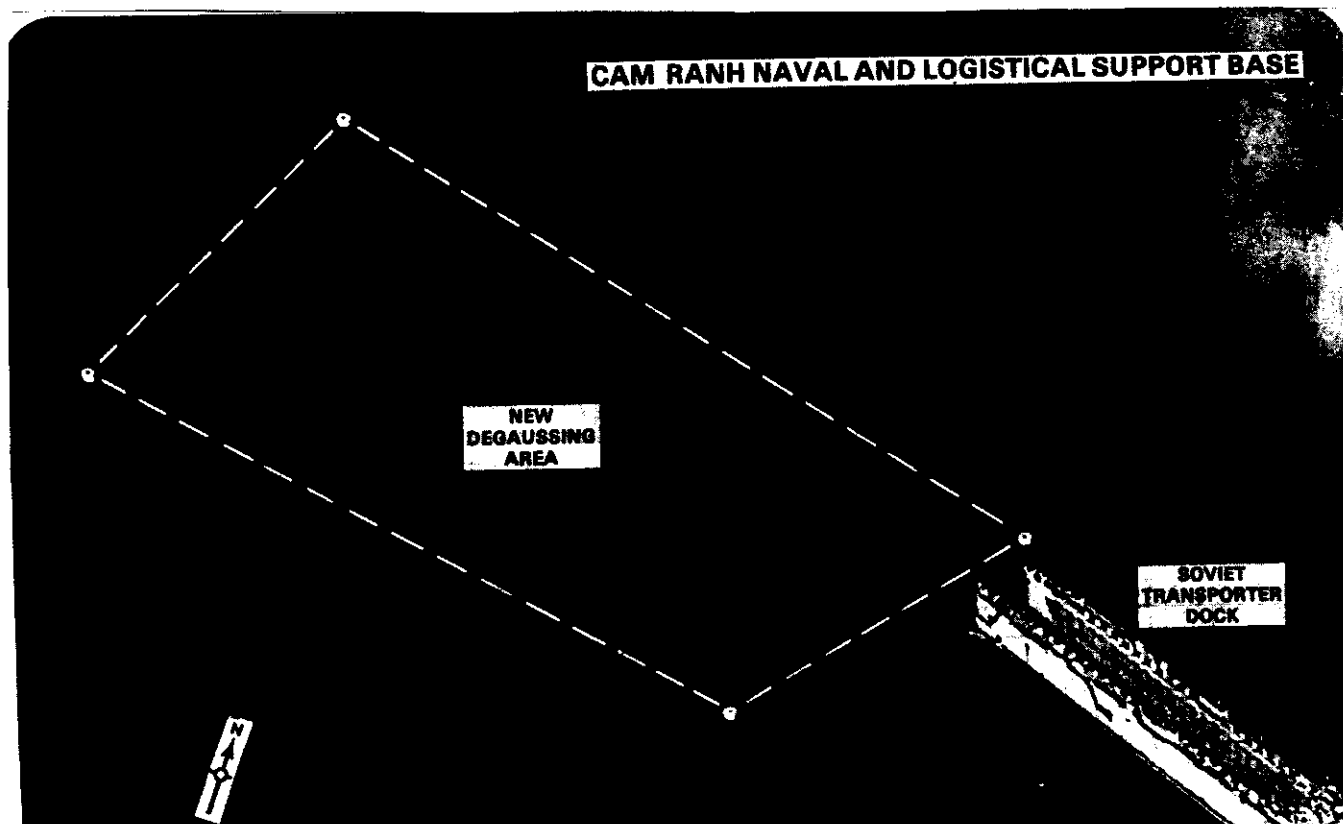 CAM RANH NAVAL AND LOGISTICAL SUPPORT BASE
NEW
DEGAUSSING
AREA
SOVIET
TRANSPORTER
DOCK
N